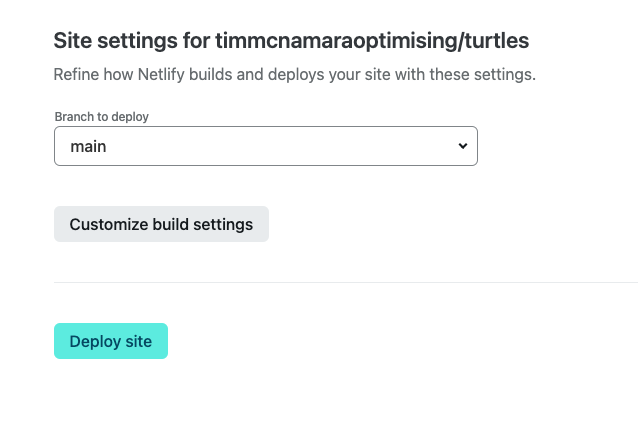 Site settings for timmcnamaraoptimising/turtles
Refine how Netlify builds and deploys your site with these settings.
Branch to deploy
main
Customize build settings
Deploy site